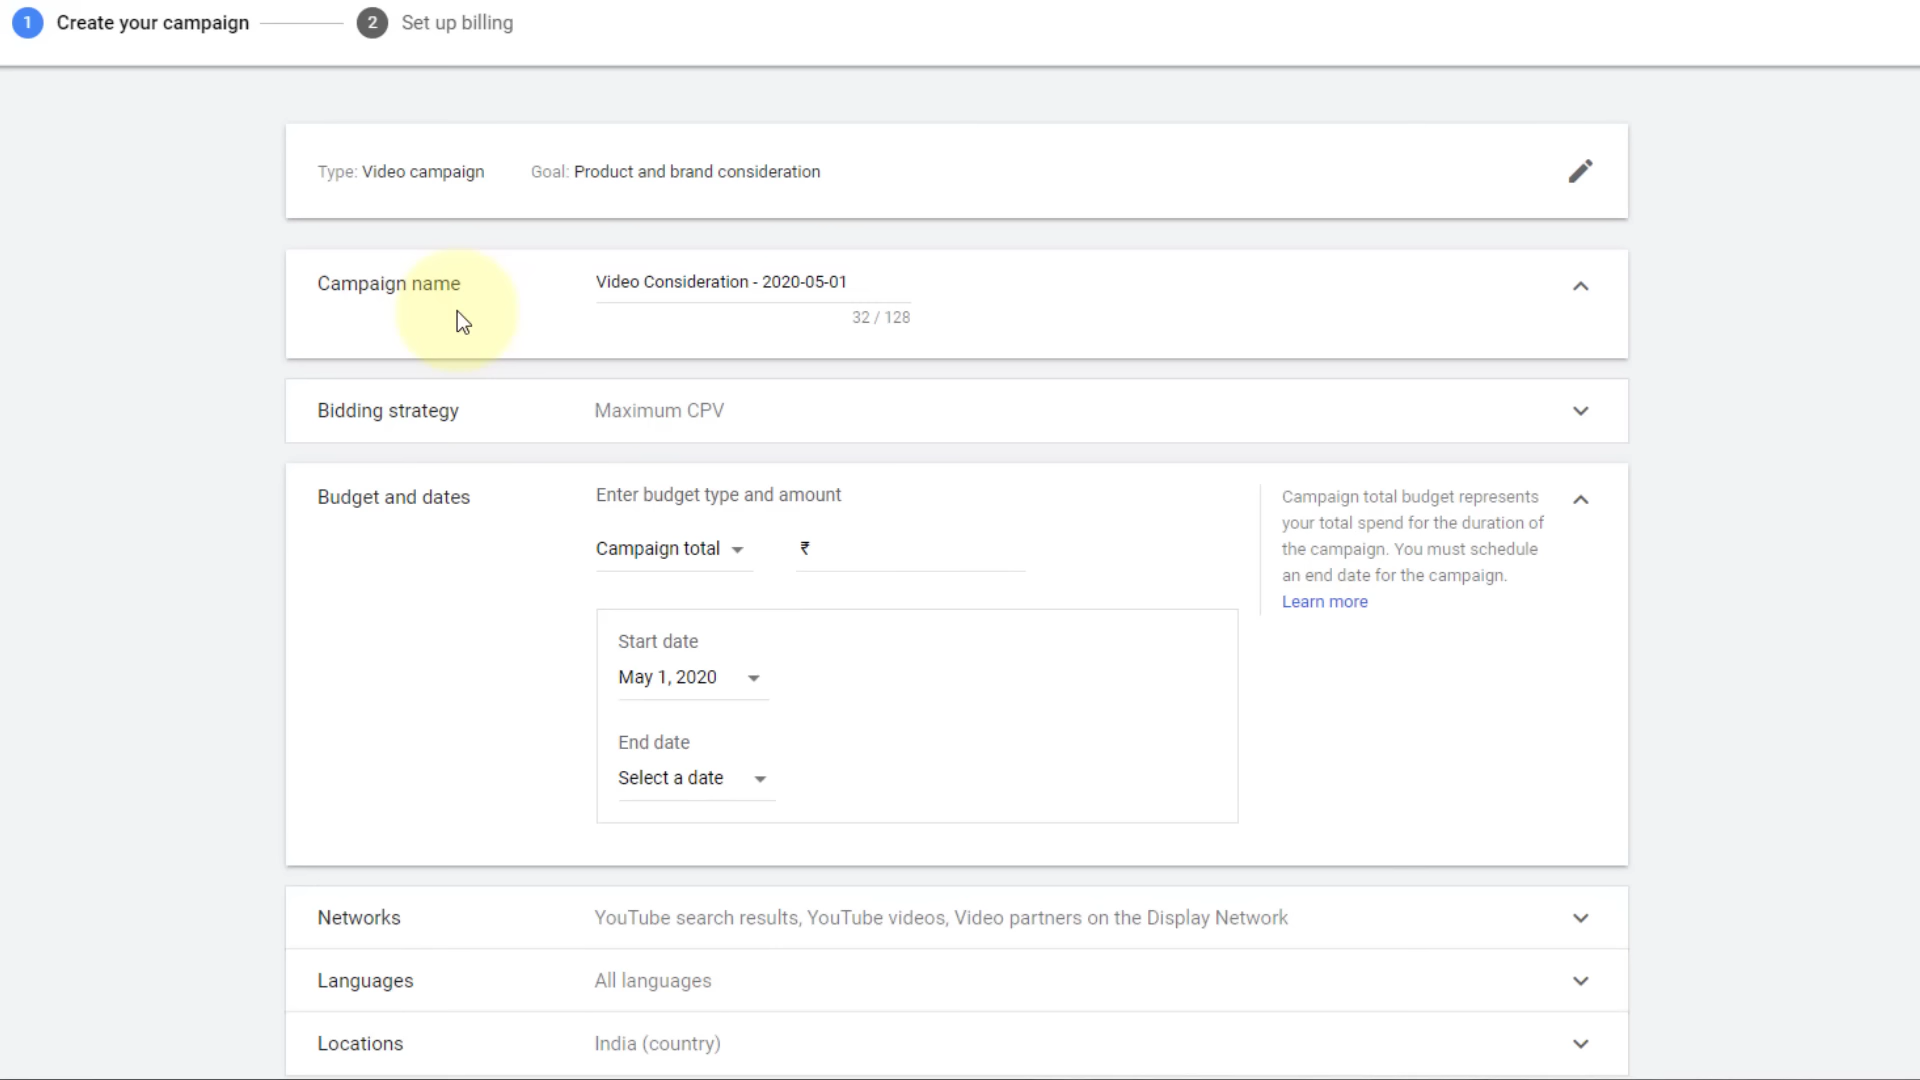 1 Create your campaign 2 Set up billing
Type: Video campaign Goal: Product and brand consideration
Campaign name Video Consideration - 2020-05-01
32 / 128
Bidding strategy Maximum CPV
Budget and dates Enter budget type and amount
Campaign total ₹
Campaign total budget represents
your total spend for the duration of
the campaign. You must schedule
an end date for the campaign.
Learn more
Start date
May 1, 2020
End date
Select a date
Networks YouTube search results, YouTube videos, Video partners on the Display Network
Languages All languages
Locations India (country)